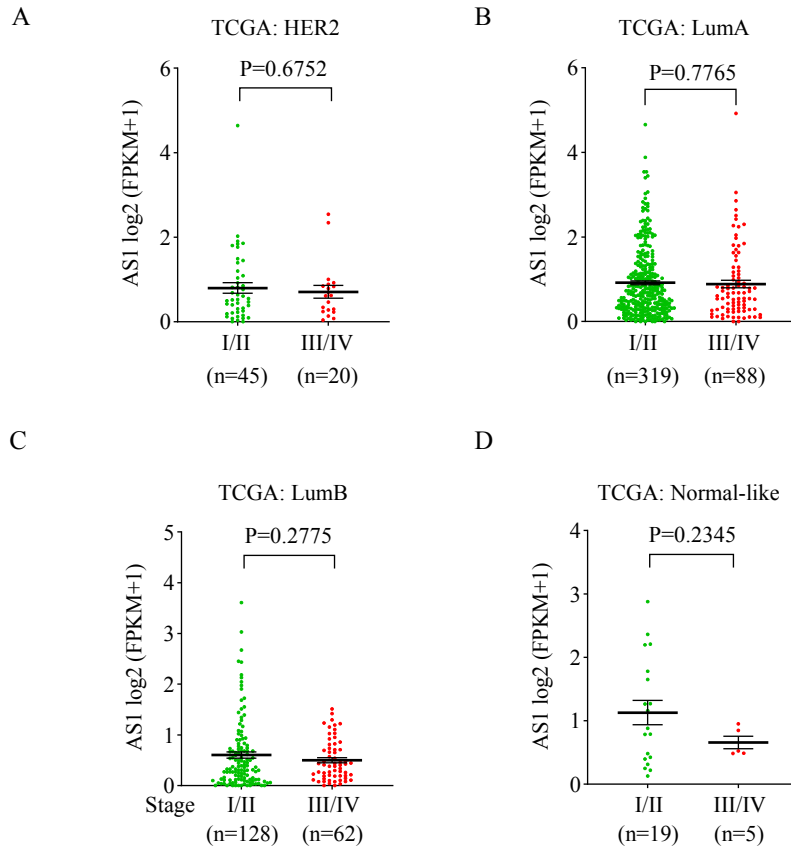 A
TCGA: HER2
P=0.6752
AS1 log2 (FPKM+1)
6
4
2
0
I/II
III/IV
(n=45)
(n=20)
B
TCGA: LumA
P=0.7765
AS1 log2 (FPKM+1)
6
4
2
0
I/II
III/IV
(n=319)
(n=88)
C
TCGA: LumB
P=0.2775
AS1 log2 (FPKM+1)
5
4
3
2
1
0
Stage
I/II
III/IV
(n=128)
(n=62)
D
TCGA: Normal-like
P=0.2345
AS1 log2 (FPKM+1)
4
3
2
1
0
I/II
III/IV
(n=19)
(n=5)